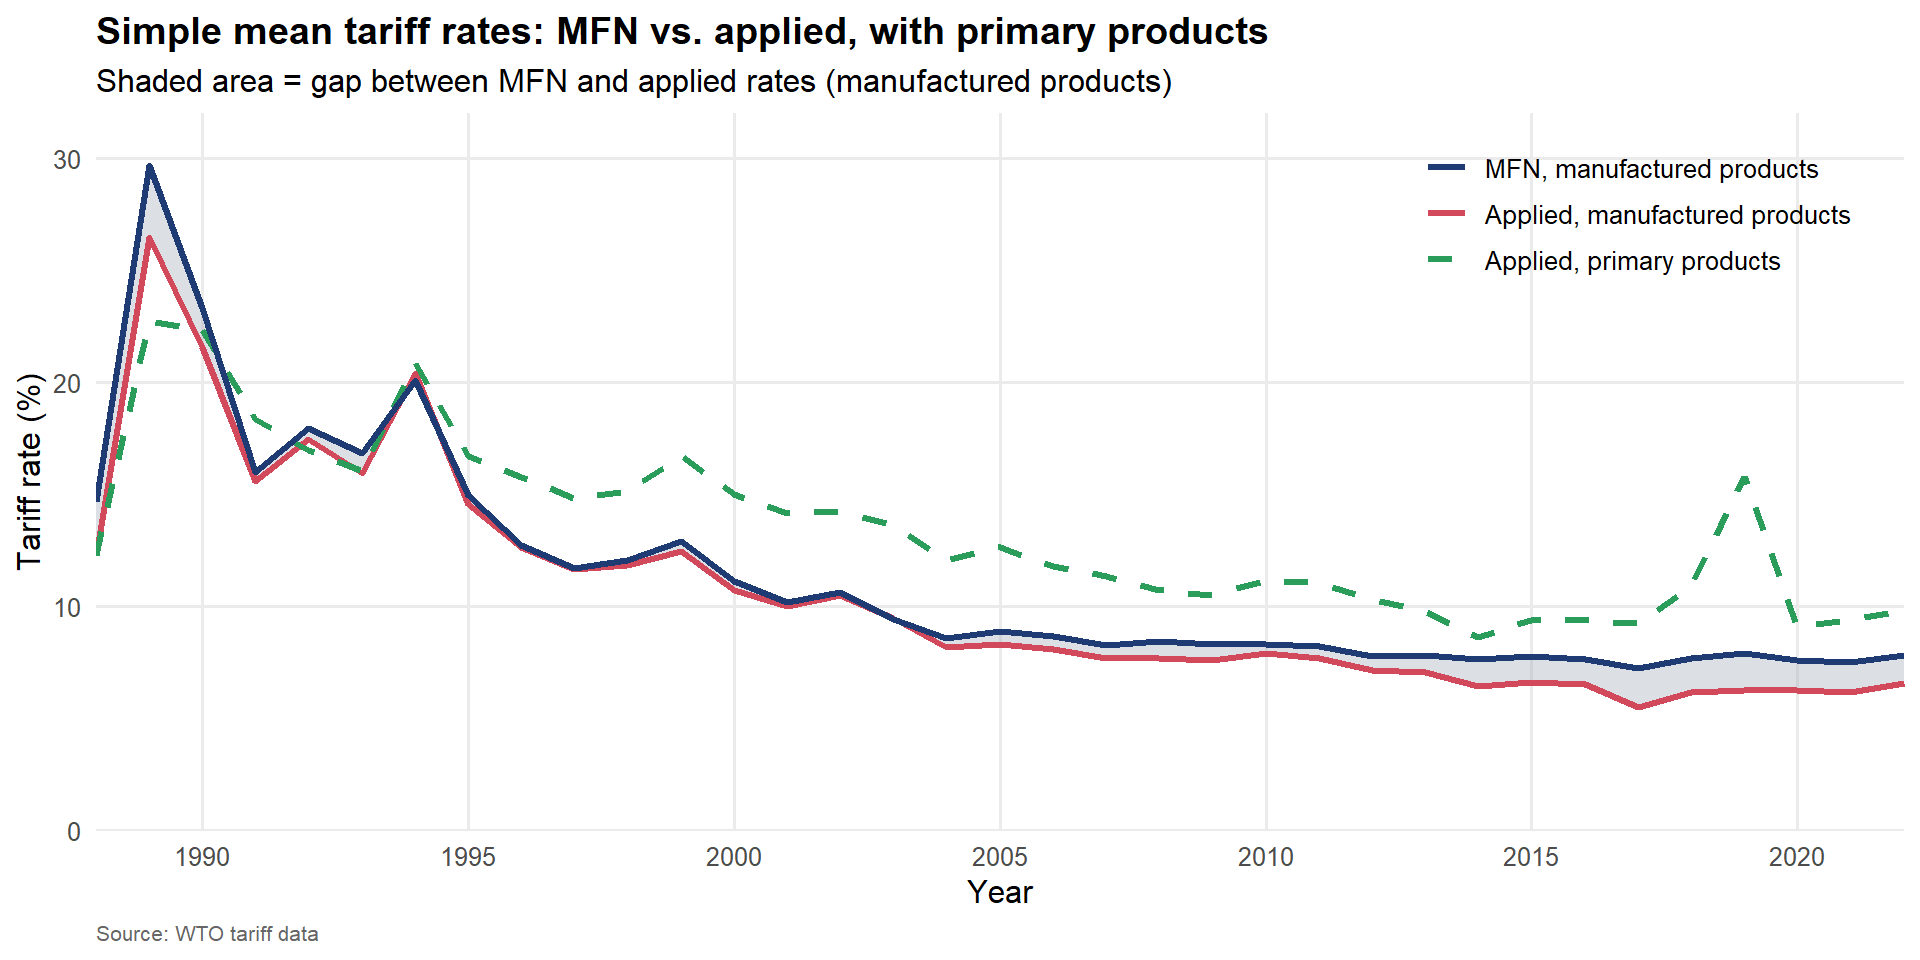 Simple mean tariff rates: MFN vs. applied, with primary products
Shaded area = gap between MFN and applied rates (manufactured products)
30
20
10
0
Tariff rate (%)
MFN, manufactured products
Applied, manufactured products
Applied, primary products
1990 1995 2000 2005 2010 2015 2020
Year
Source: WTO tariff data